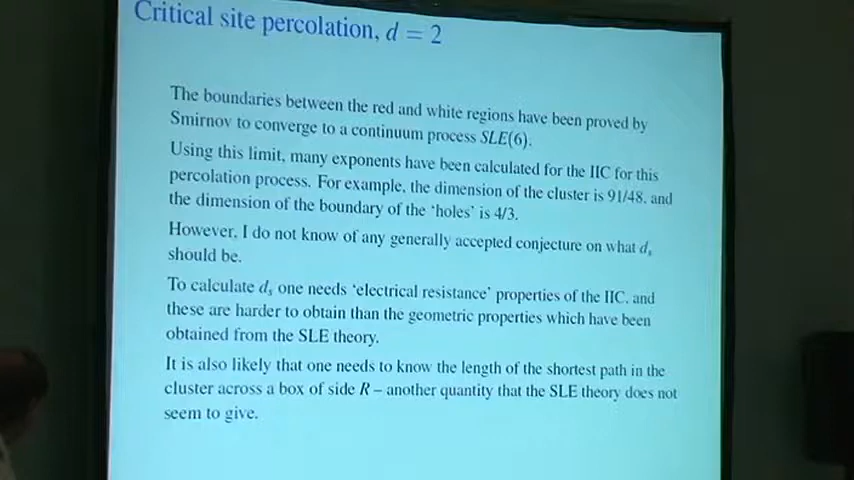 Critical site percolation, d = 2
The boundaries between the red and white regions have been proved by
Smirnov to converge to a continuum process SLE(6).
Using this limit, many exponents have been calculated for the IIC for this
percolation process. For example, the dimension of the cluster is 91/48, and
the dimension of the boundary of the ‘holes’ is 4/3.
However, I do not know of any generally accepted conjecture on what dₛ
should be.
To calculate dₛ one needs ‘electrical resistance’ properties of the IIC, and
these are harder to obtain than the geometric properties which have been
obtained from the SLE theory.
It is also likely that one needs to know the length of the shortest path in the
cluster across a box of side R – another quantity that the SLE theory does not
seem to give.